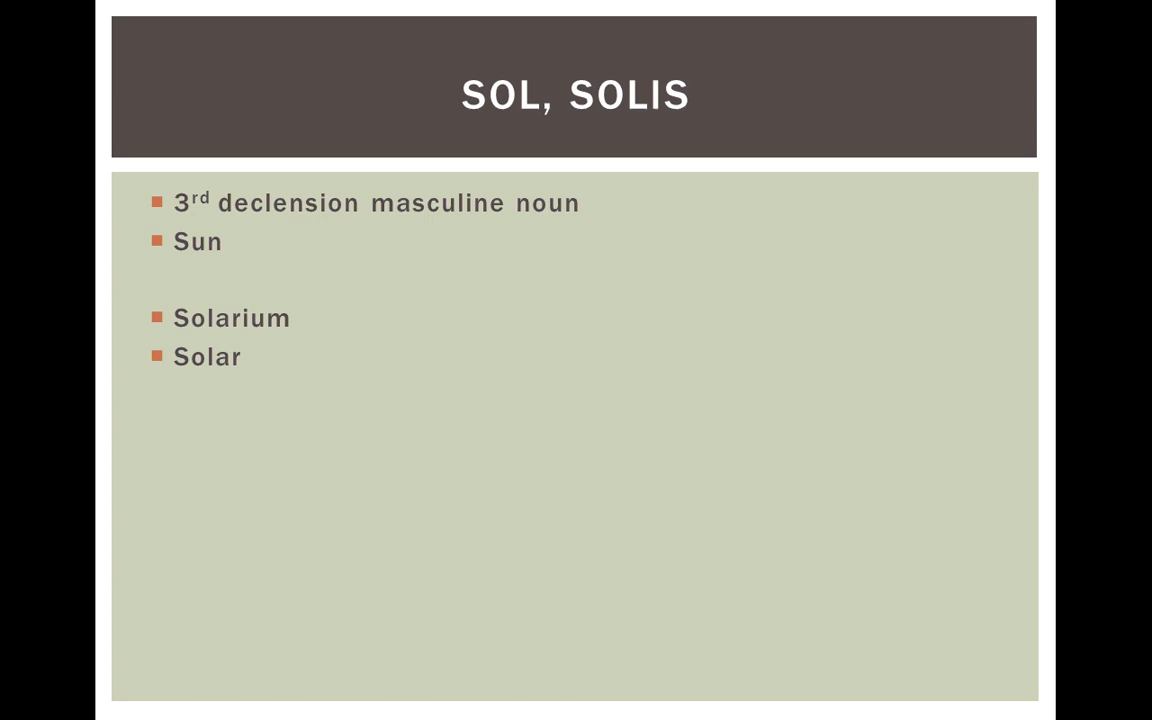 SOL, SOLIS
3rd declension masculine noun
Sun
Solarium
Solar